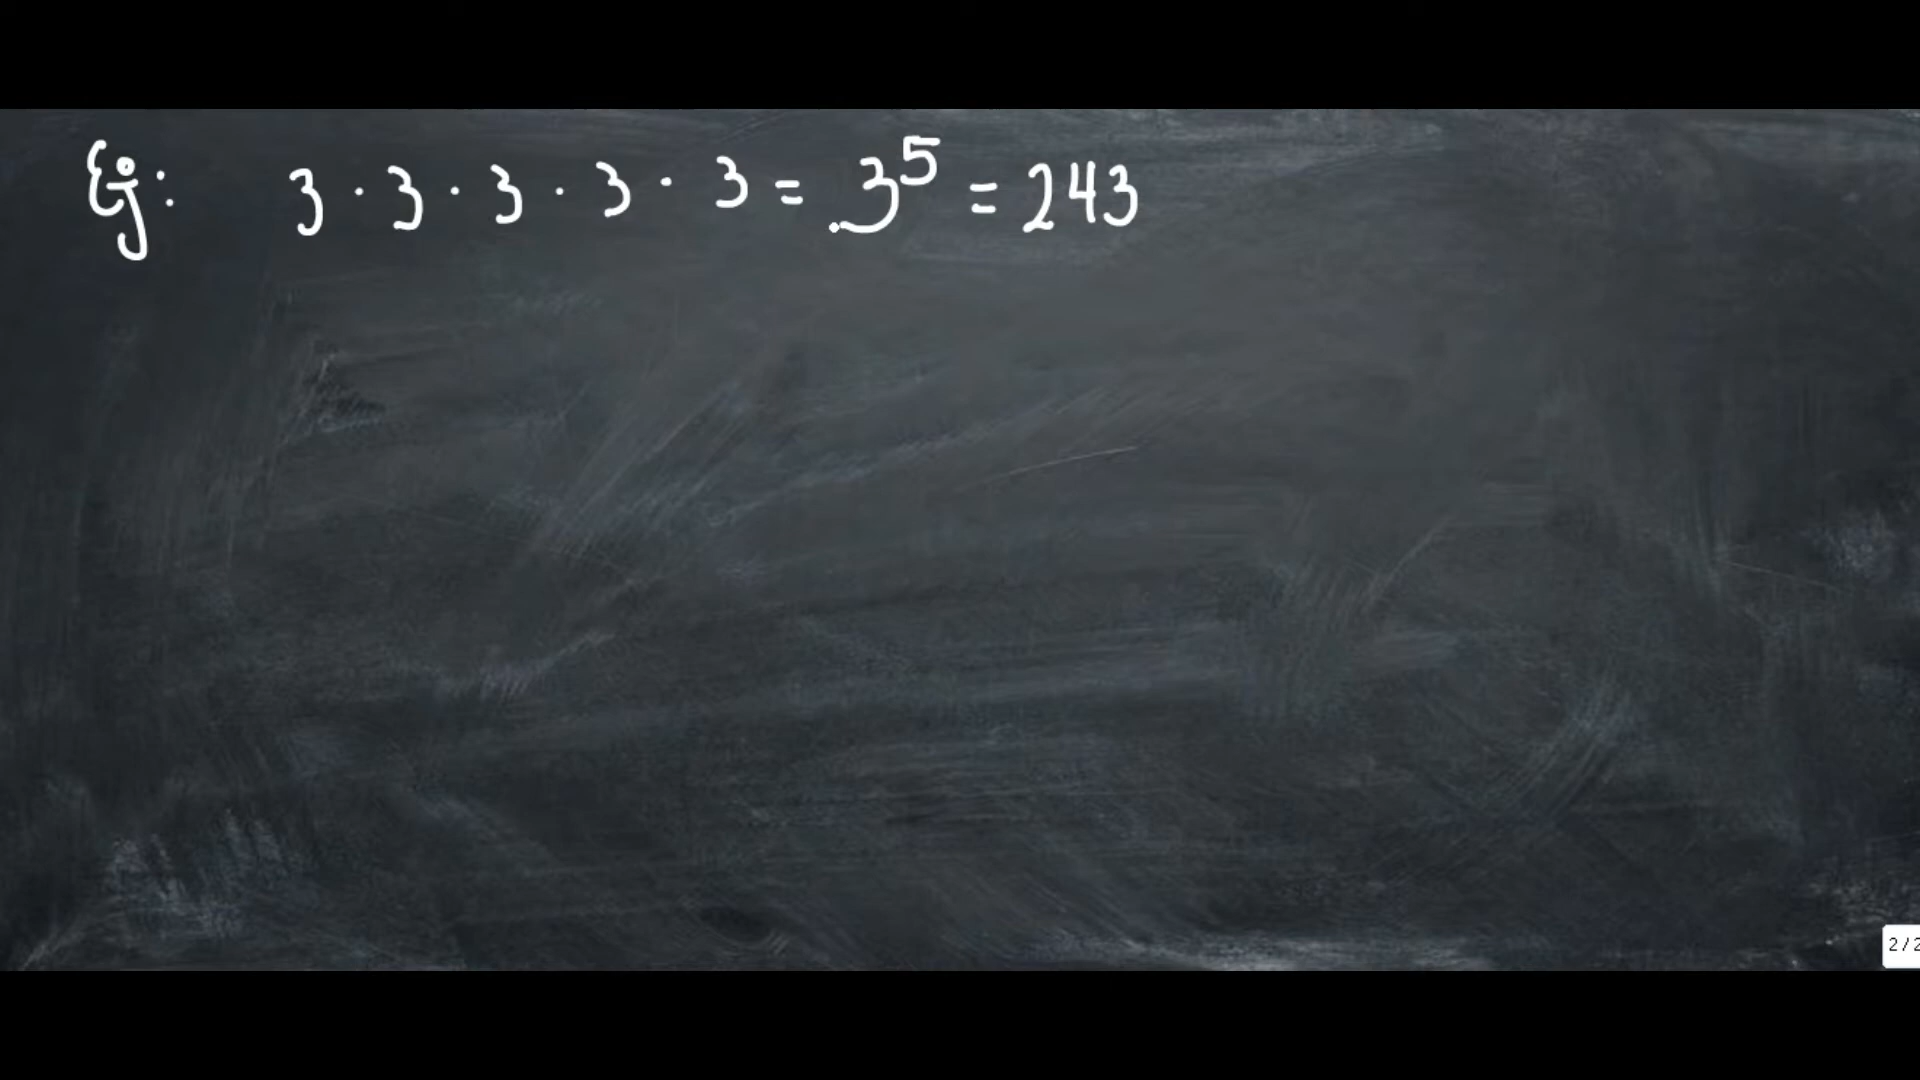 Ej: 3 · 3 · 3 · 3 · 3 = 3⁵ = 243
2/2